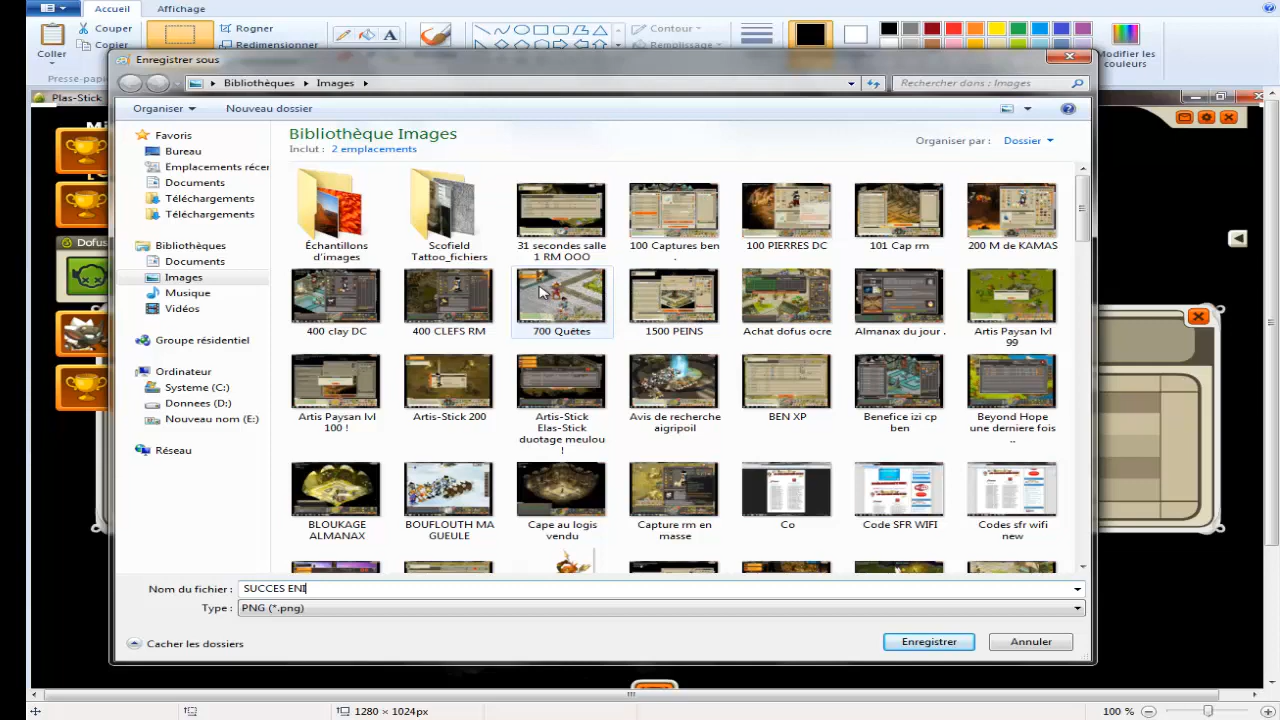 Accueil Affichage
Couper Rogner Contour
Copier Redimensionner Remplissage
Coller Modifier les couleurs
Presse-pap
Enregistrer sous
Bibliothèques Images Rechercher dans : Images
Plas-Stick
Organiser Nouveau dossier
Favoris
Bureau
Emplacements récer
Documents
Téléchargements
Téléchargements
Dofus
Bibliothèques
Documents
Images
Musique
Vidéos
Groupe résidentiel
Ordinateur
Systeme (C:)
Donnees (D:)
Nouveau nom (E:)
Réseau
Bibliothèque Images
Inclut : 2 emplacements
Organiser par : Dossier
Échantillons d'images
Scofield Tattoo_fichiers
31 secondes salle 1 RM OOO
100 Captures ben .
100 PIERRES DC
101 Cap rm
200 M de KAMAS
400 clay DC
400 CLEFS RM
700 Quêtes
1500 PEINS
Achat dofus ocre
Almanax du jour .
Artis Paysan lvl 99
Artis Paysan lvl 100 !
Artis-Stick 200
Artis-Stick Elas-Stick duotage meulou !
Avis de recherche aigripoil
BEN XP
Benefice izi cp ben
Beyond Hope une derniere fois ..
BLOUKAGE ALMANAX
BOUFLOUTH MA GUEULE
Cape au logis vendu
Capture rm en masse
Co
Code SFR WIFI
Codes sfr wifi new
Nom du fichier : SUCCES ENI
Type : PNG (*.png)
Cacher les dossiers
Enregistrer Annuler
1280 × 1024px
100 %